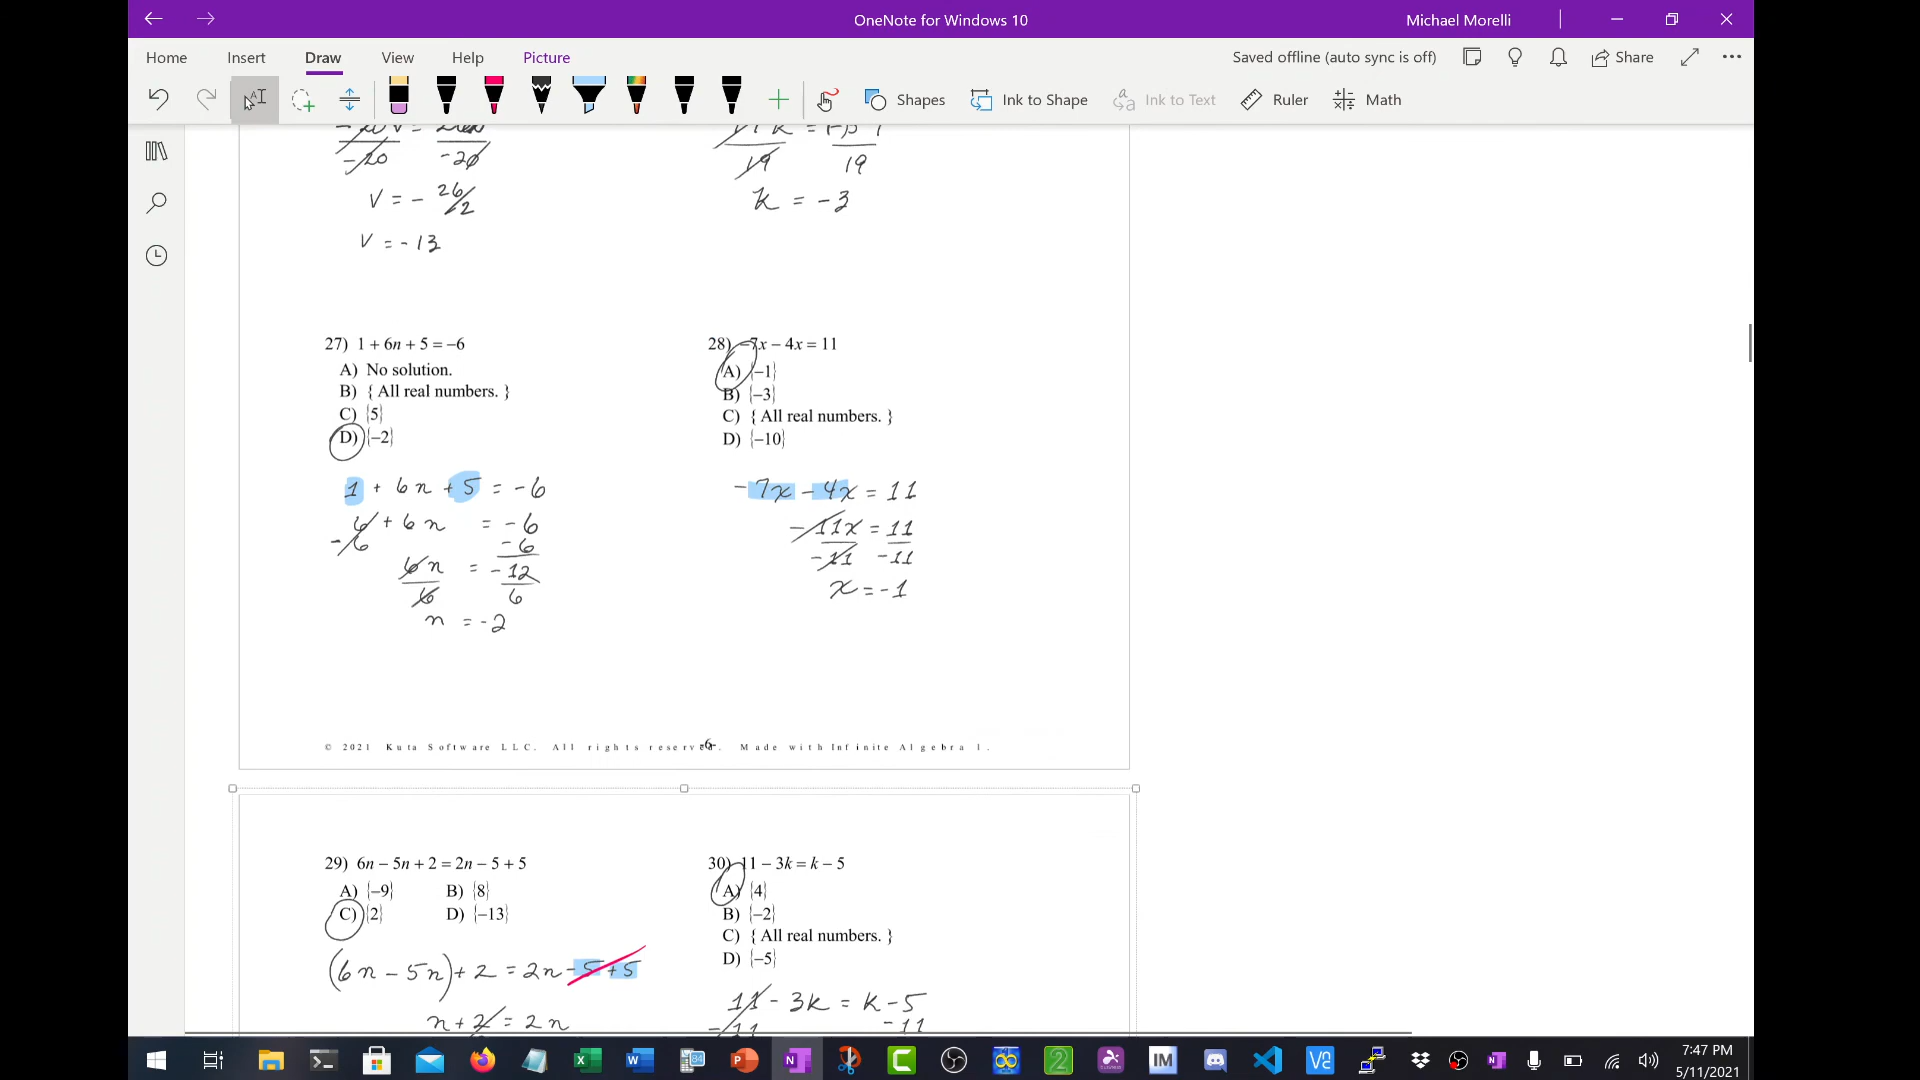 OneNote for Windows 10
Michael Morelli
Home Insert Draw View Help Picture
Saved offline (auto sync is off)
Share
Shapes
Ink to Shape
Ink to Text
Ruler
Math
-20
-20
V = - 26/2
V = -13
19
19
k = -3
27) 1 + 6n + 5 = −6
A) No solution.
B) { All real numbers. }
C) {5}
D) {−2}
1 + 6n + 5 = -6
6 + 6n = -6
-6 -6
6n = -12
6 6
n = -2
28) −7x − 4x = 11
A) {−1}
B) {−3}
C) { All real numbers. }
D) {−10}
-7x - 4x = 11
-11x = 11
-11 -11
x = -1
© 2021 Kuta Software LLC. All rights reserved. Made with Infinite Algebra 1.
-6-
29) 6n − 5n + 2 = 2n − 5 + 5
A) {−9} B) {8}
C) {2} D) {−13}
(6n - 5n) + 2 = 2n - 5 + 5
n + 2 = 2n
30) 11 − 3k = k − 5
A) {4}
B) {−2}
C) { All real numbers. }
D) {−5}
11 - 3k = k - 5
-11 -11
7:47 PM
5/11/2021